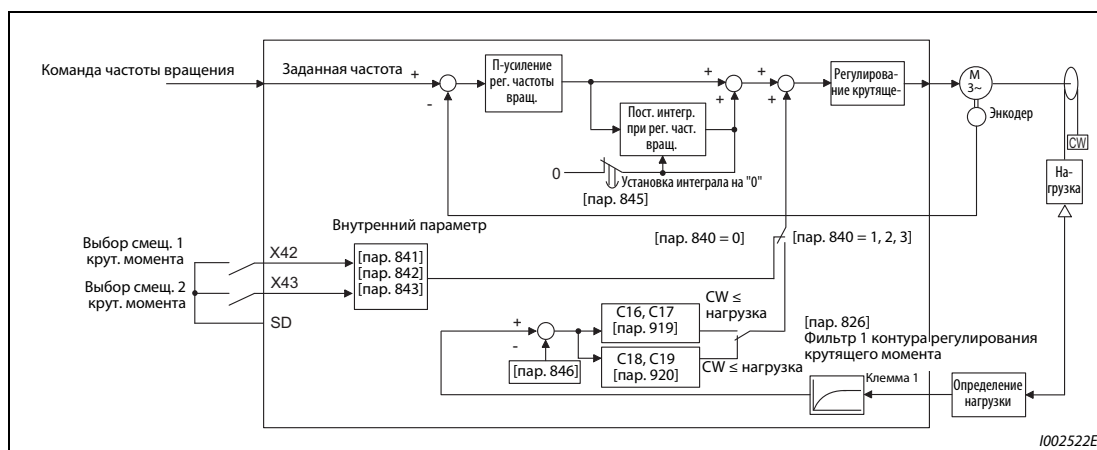 Команда частоты вращения
Заданная частота
+
-
П-усиление
рег. частоты
вращ.
+
+
+
+
Регулирова-
ние крутяще-
M
3~
Энкодер
CW
На-
грузка
Пост. интегр.
при рег. част.
вращ.
0
Установка интеграла на "0"
[пар. 845]
Внутренний параметр
[пар. 840 = 0]
[пар. 840 = 1, 2, 3]
Выбор смещ. 1
крут. момента
X42
[пар. 841]
[пар. 842]
[пар. 843]
Выбор смещ. 2
крут. момента
X43
SD
+
-
[пар. 846]
C16, C17
[пар. 919]
CW ≤
нагрузка
C18, C19
[пар. 920]
CW ≤ нагрузка
[пар. 826]
Фильтр 1 контура регулирования
крутящего момента
Клемма 1
Определение
нагрузки
I002522E